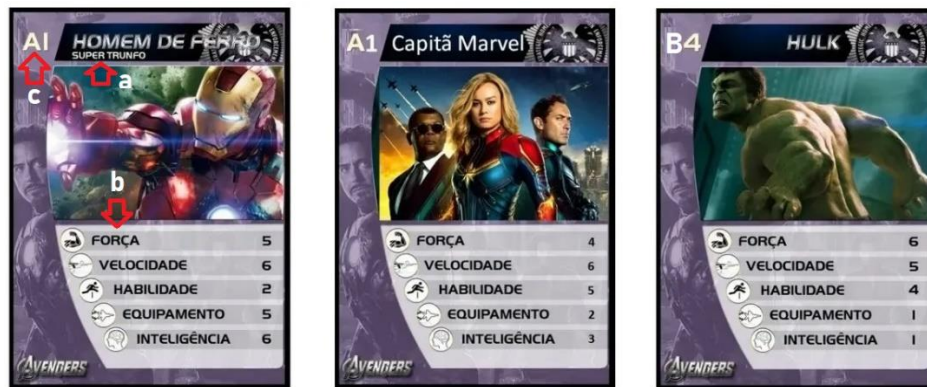 A1 HOMEM DE FERRO
SUPER TRUNFO
c
a
b
FORÇA 5
VELOCIDADE 6
HABILIDADE 2
EQUIPAMENTO 5
INTELIGÊNCIA 6
AVENGERS
A1 Capitã Marvel
FORÇA 4
VELOCIDADE 6
HABILIDADE 5
EQUIPAMENTO 2
INTELIGÊNCIA 3
AVENGERS
B4 HULK
FORÇA 6
VELOCIDADE 5
HABILIDADE 4
EQUIPAMENTO 1
INTELIGÊNCIA 1
AVENGERS